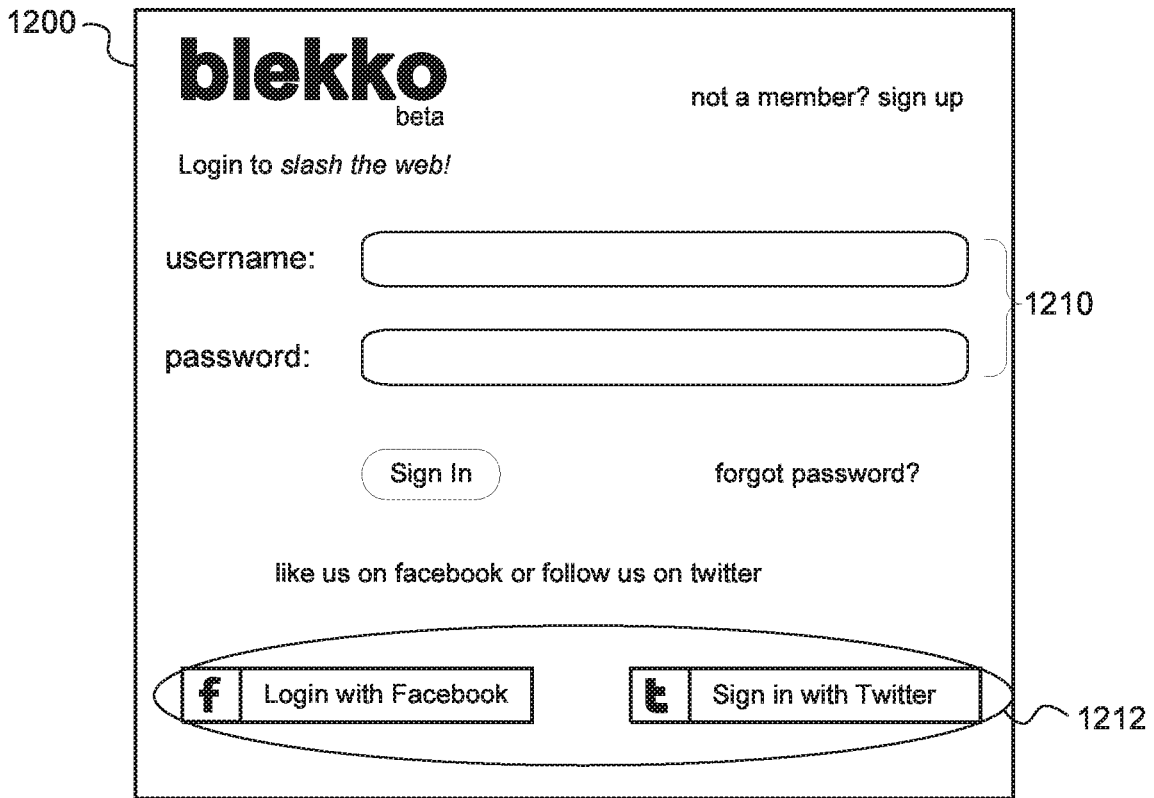 1200
blekko
beta
not a member? sign up
Login to slash the web!
username:
password:
1210
Sign In
forgot password?
like us on facebook or follow us on twitter
f Login with Facebook
t Sign in with Twitter
1212